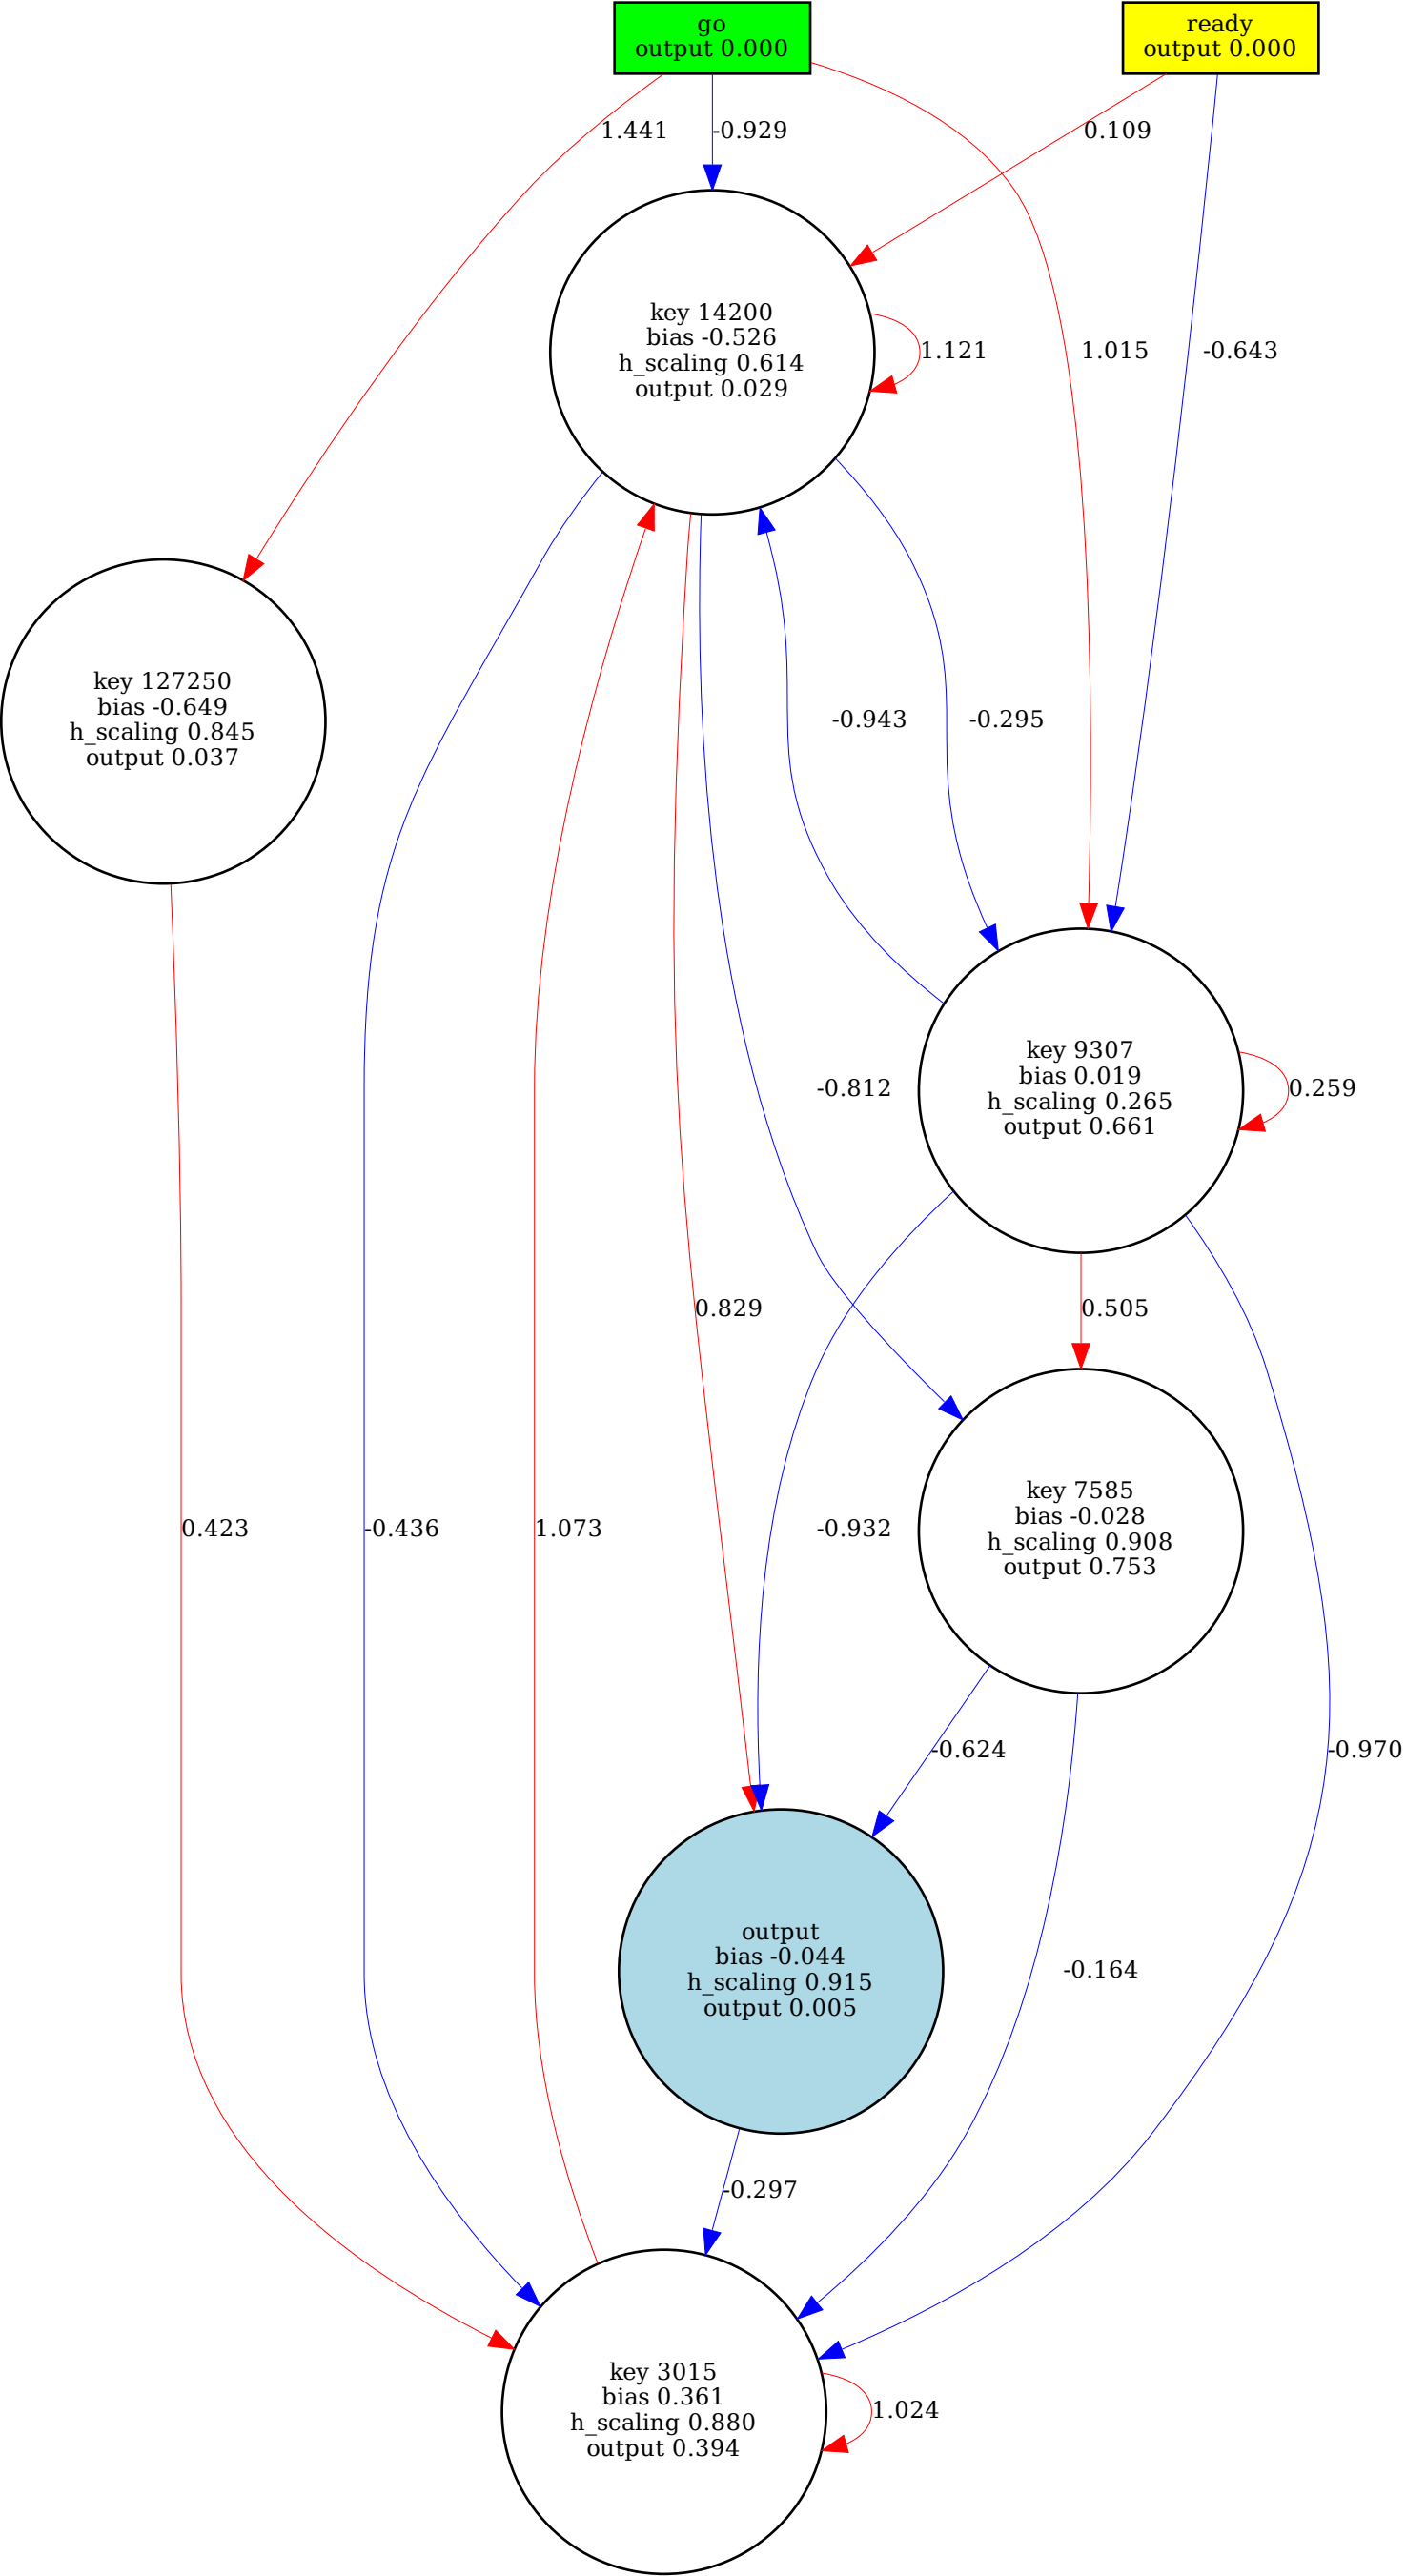 go
output 0.000
ready
output 0.000
1.441
-0.929
0.109
key 14200
bias -0.526
h_scaling 0.614
output 0.029
1.121
1.015
-0.643
key 127250
bias -0.649
h_scaling 0.845
output 0.037
-0.943
-0.295
key 9307
bias 0.019
h_scaling 0.265
output 0.661
-0.812
0.259
0.829
0.505
key 7585
bias -0.028
h_scaling 0.908
output 0.753
0.423
-0.436
1.073
-0.932
-0.624
-0.970
output
bias -0.044
h_scaling 0.915
output 0.005
-0.164
-0.297
key 3015
bias 0.361
h_scaling 0.880
output 0.394
1.024